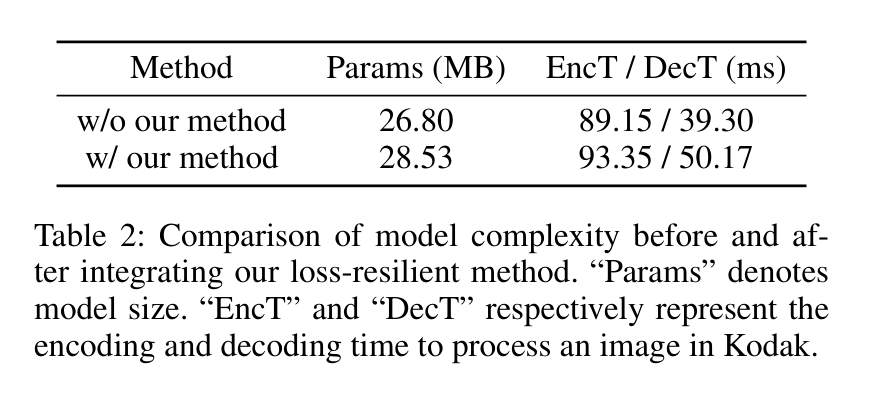 Method Params (MB) EncT / DecT (ms)
w/o our method 26.80 89.15 / 39.30
w/ our method 28.53 93.35 / 50.17
Table 2: Comparison of model complexity before and af-
ter integrating our loss-resilient method. “Params” denotes
model size. “EncT” and “DecT” respectively represent the
encoding and decoding time to process an image in Kodak.